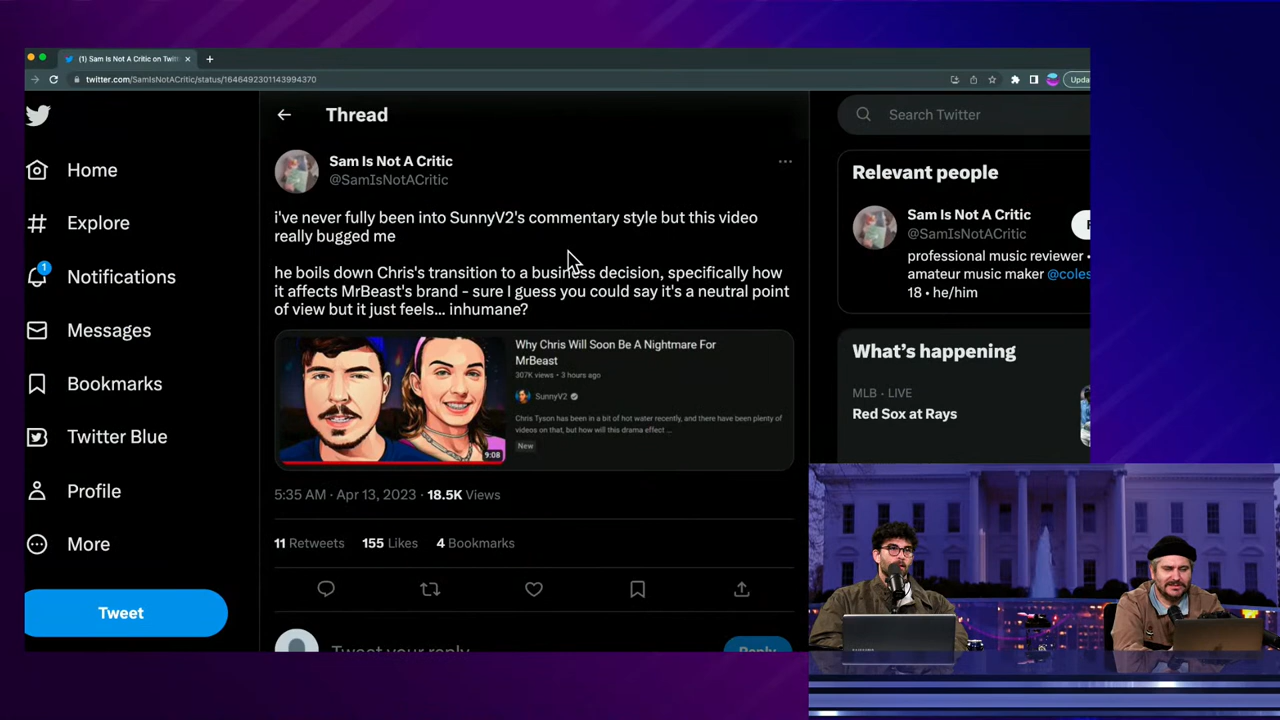 (1) Sam Is Not A Critic on Twit
twitter.com/SamIsNotACritic/status/1646492301143994370
Upda
Home
Explore
1
Notifications
Messages
Bookmarks
Twitter Blue
Profile
More
Tweet
Thread
Sam Is Not A Critic
@SamIsNotACritic
i've never fully been into SunnyV2's commentary style but this video
really bugged me
he boils down Chris's transition to a business decision, specifically how
it affects MrBeast's brand - sure I guess you could say it's a neutral point
of view but it just feels... inhumane?
9:08
Why Chris Will Soon Be A Nightmare For
MrBeast
307K views • 3 hours ago
SunnyV2
Chris Tyson has been in a bit of hot water recently, and there have been plenty of
videos on that, but how will this drama effect ...
New
5:35 AM · Apr 13, 2023 · 18.5K Views
11 Retweets 155 Likes 4 Bookmarks
Tweet your reply
Reply
Search Twitter
Relevant people
Sam Is Not A Critic
@SamIsNotACritic
F
professional music reviewer •
amateur music maker @coles
18 • he/him
What's happening
MLB · LIVE
Red Sox at Rays